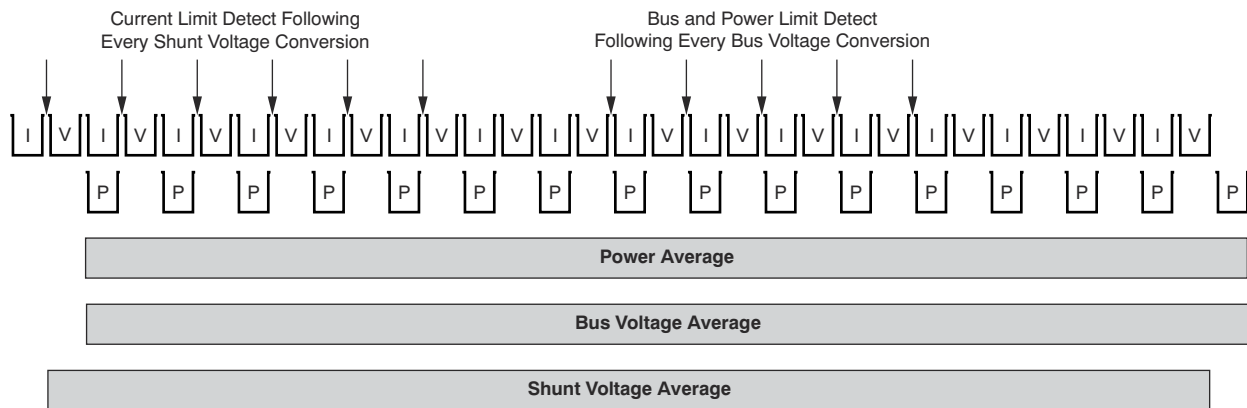 Current Limit Detect Following
Every Shunt Voltage Conversion
Bus and Power Limit Detect
Following Every Bus Voltage Conversion
I V I V I V I V I V I V I V I V I V I V I V I V I V I V I V I V
P P P P P P P P P P P P P P P P
Power Average
Bus Voltage Average
Shunt Voltage Average